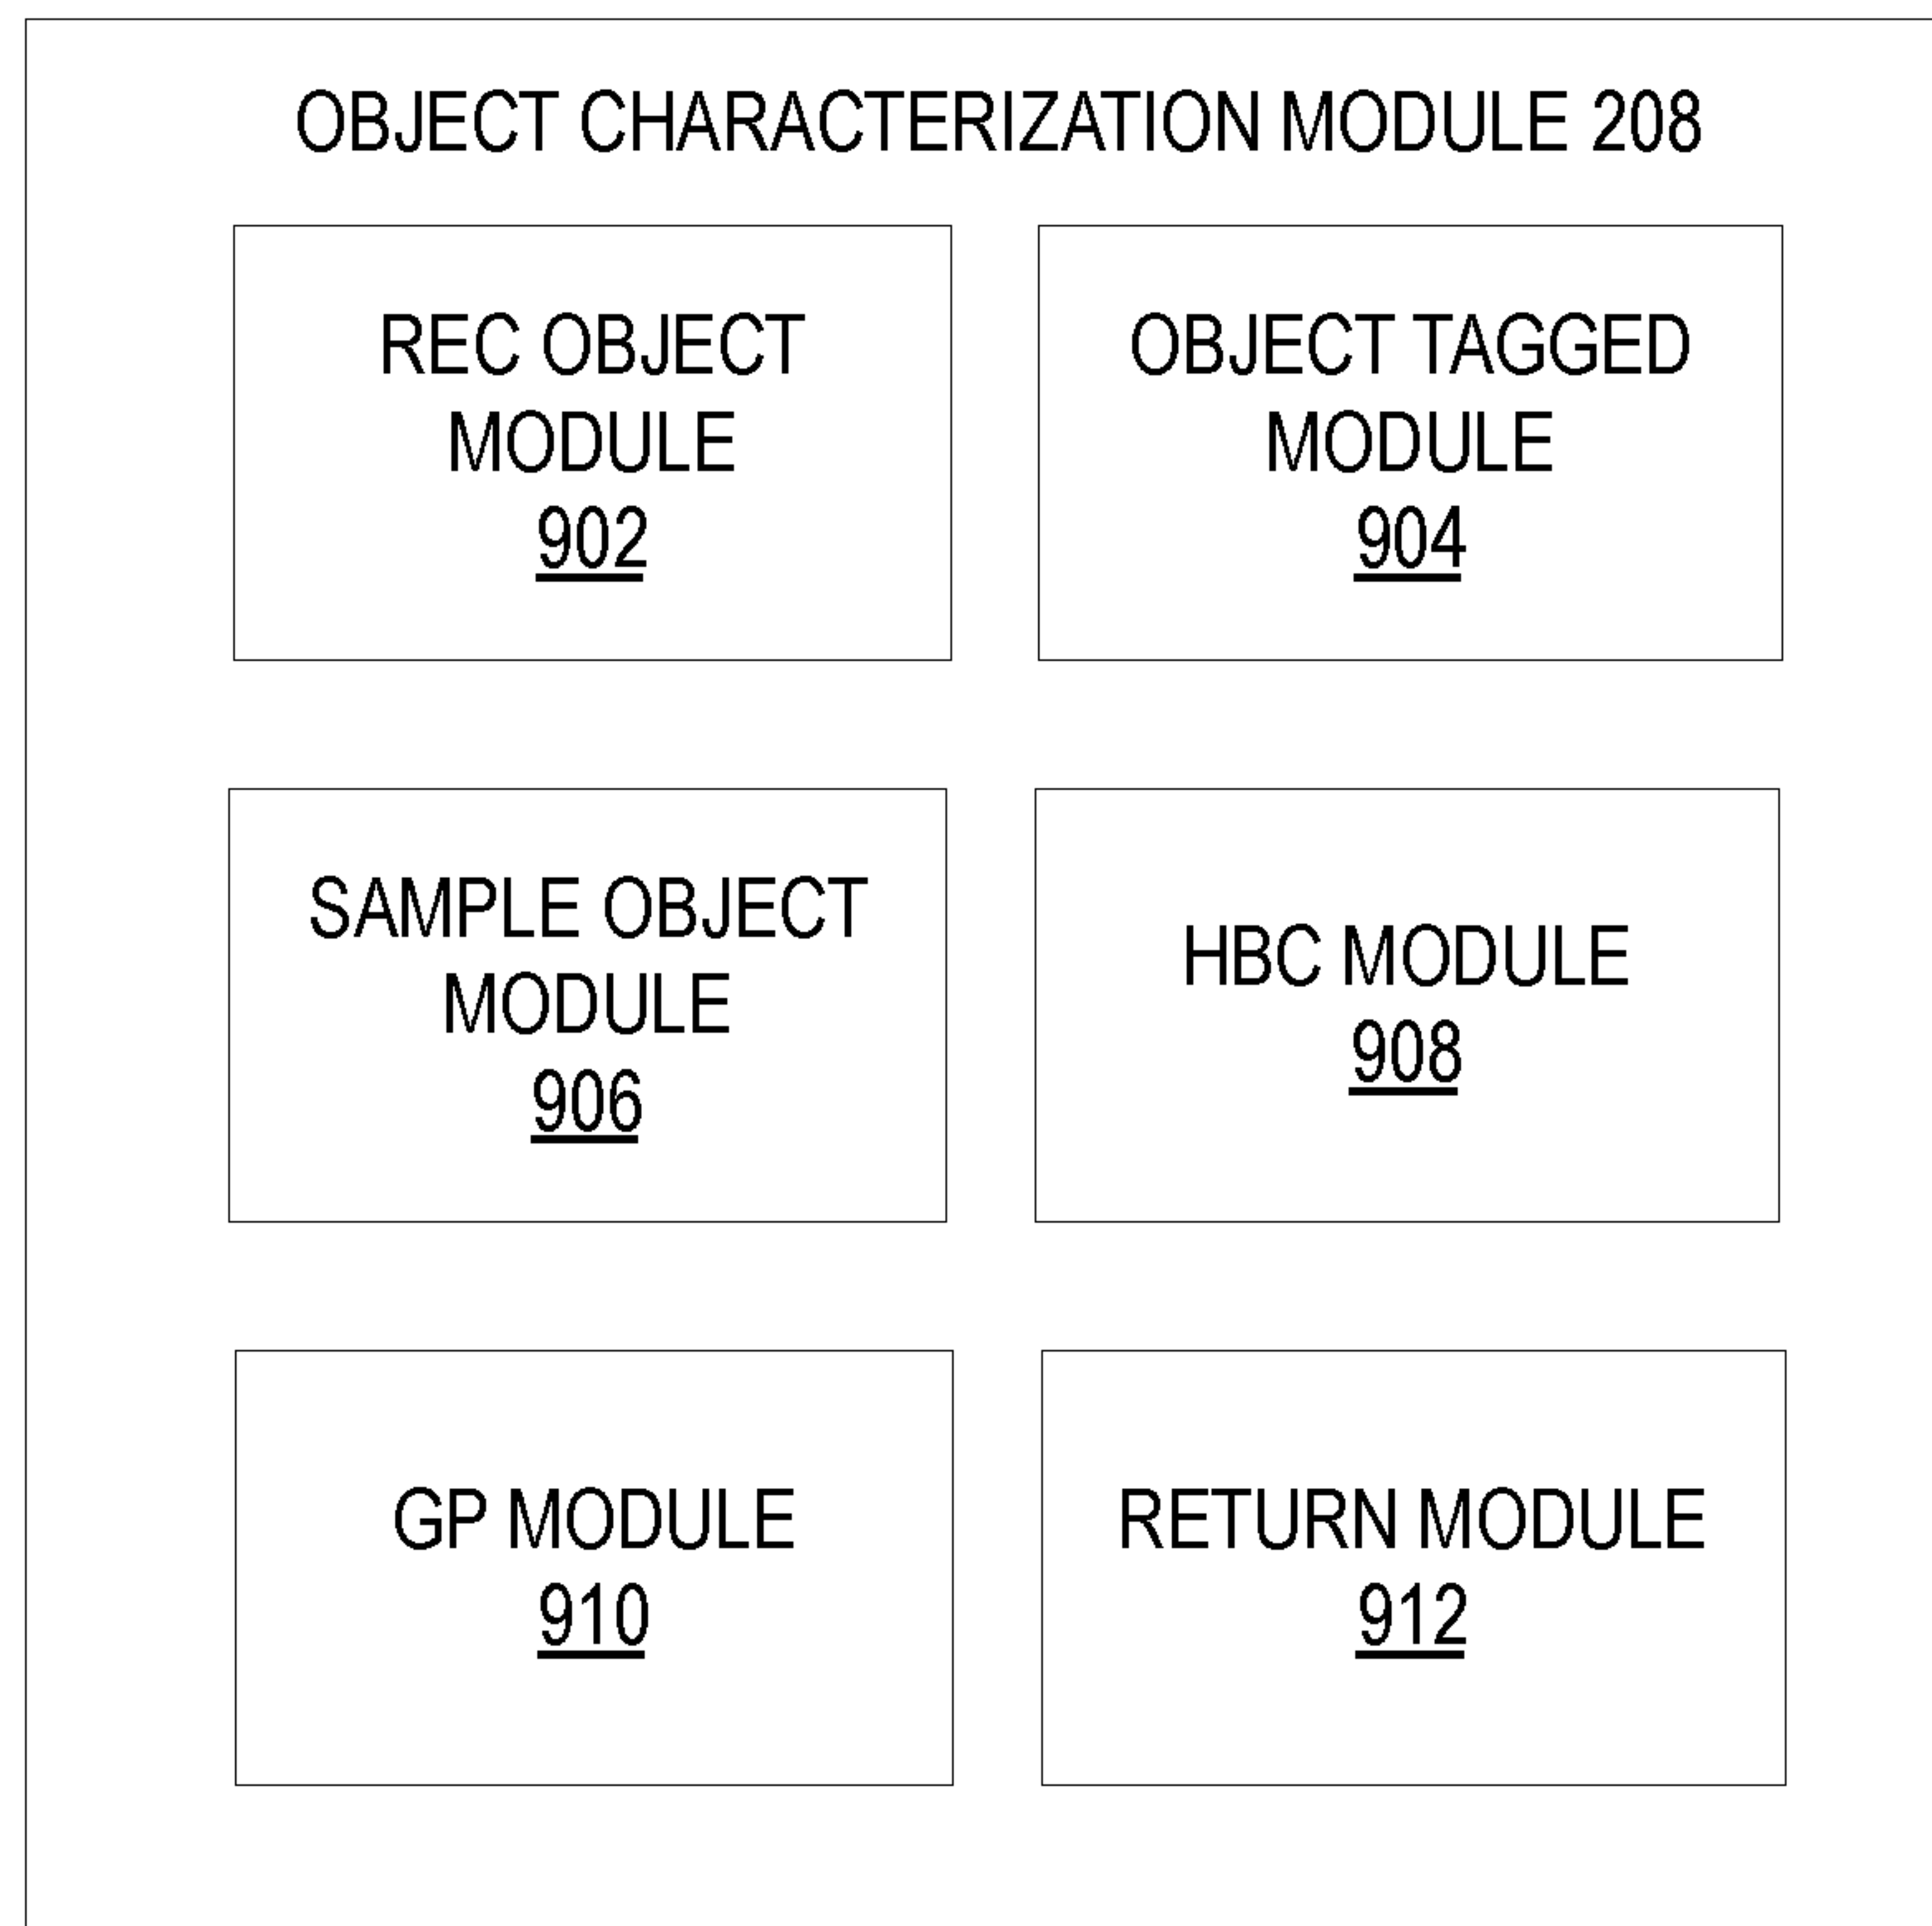 OBJECT CHARACTERIZATION MODULE 208
REC OBJECT
MODULE
902
OBJECT TAGGED
MODULE
904
SAMPLE OBJECT
MODULE
906
HBC MODULE
908
GP MODULE
910
RETURN MODULE
912